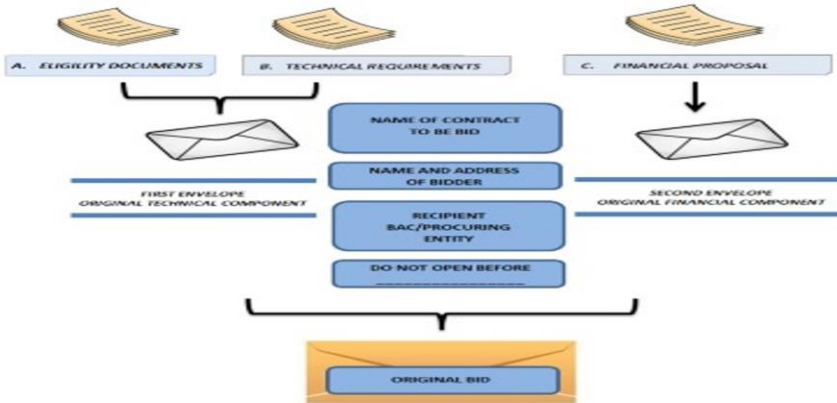 A. ELIGILITY DOCUMENTS
B. TECHNICAL REQUIREMENTS
C. FINANCIAL PROPOSAL
NAME OF CONTRACT
TO BE BID
NAME AND ADDRESS
OF BIDDER
FIRST ENVELOPE
ORIGINAL TECHNICAL COMPONENT
SECOND ENVELOPE
ORIGINAL FINANCIAL COMPONENT
RECIPIENT
BAC/PROCURING
ENTITY
DO NOT OPEN BEFORE
_________________
ORIGINAL BID